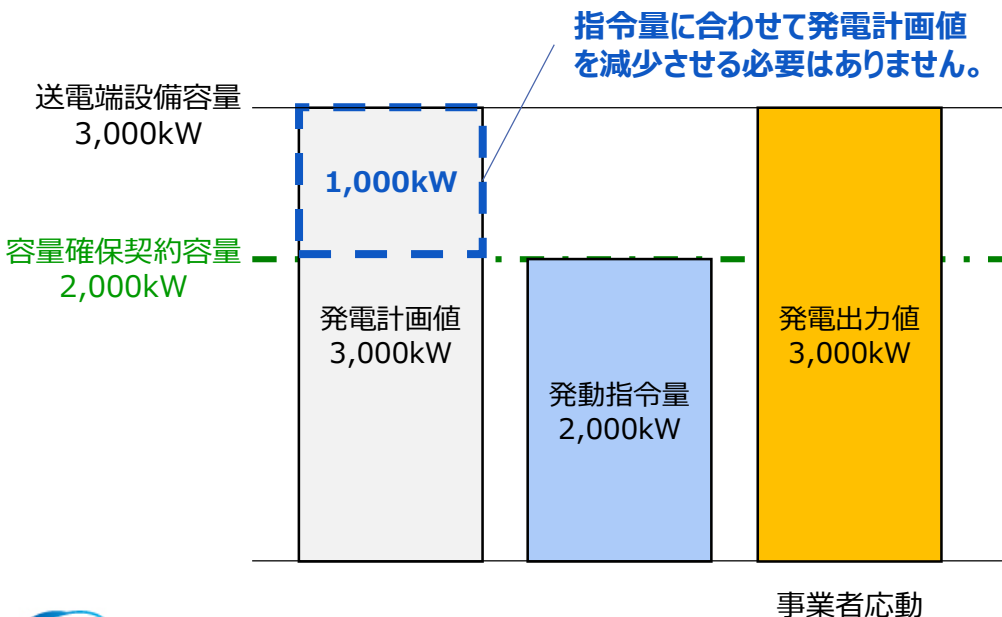 指令量に合わせて発電計画値
を減少させる必要はありません。
送電端設備容量
3,000kW
1,000kW
容量確保契約容量
2,000kW
発電計画値
3,000kW
発動指令量
2,000kW
発電出力値
3,000kW
事業者応動